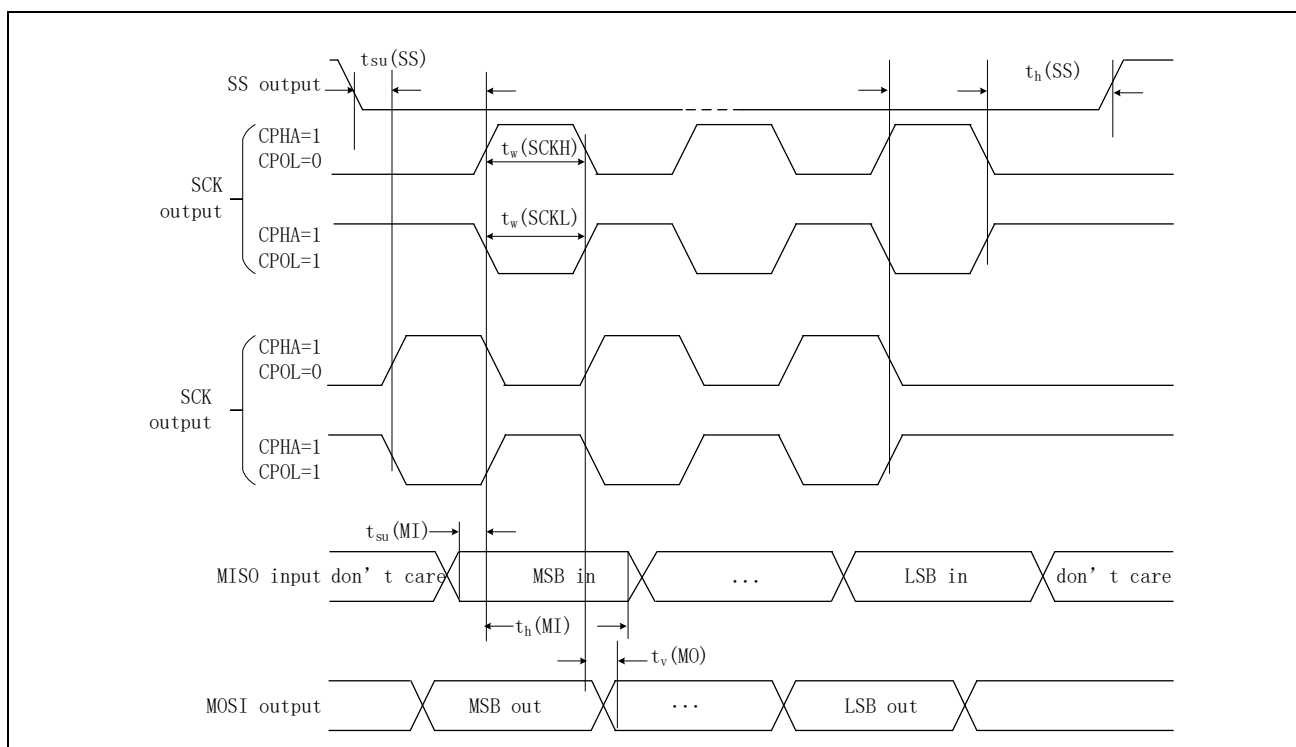 tsu(SS)
SS output
th(SS)
CPHA=1
CPOL=0
tw(SCKH)
SCK
output
CPHA=1
CPOL=1
tw(SCKL)
CPHA=1
CPOL=0
SCK
output
CPHA=1
CPOL=1
tsu(MI)
MISO input don't care MSB in ... LSB in don't care
th(MI)
tv(MO)
MOSI output MSB out ... LSB out